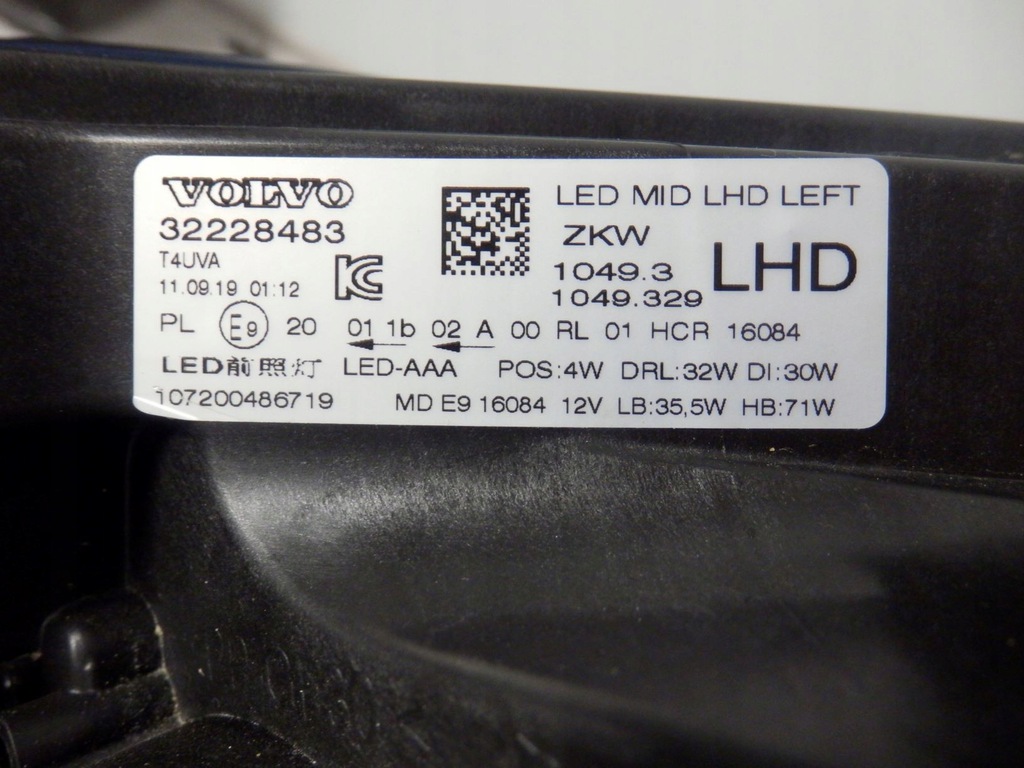 VOLVO
32228483
T4UVA
11.09.19 01:12
KC
LED MID LHD LEFT
ZKW
1049.3
1049.329
LHD
PL E9 20 01 1b 02 A 00 RL 01 HCR 16084
LED前照灯 LED-AAA POS:4W DRL:32W DI:30W
107200486719 MD E9 16084 12V LB:35,5W HB:71W